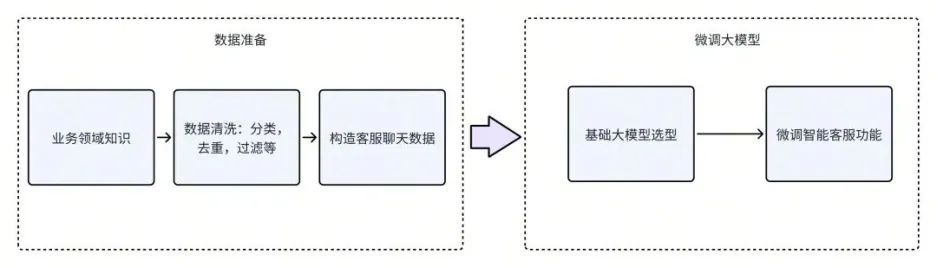 数据准备
业务领域知识
数据清洗：分类，
去重，过滤等
构造客服聊天数据
微调大模型
基础大模型选型
微调智能客服功能